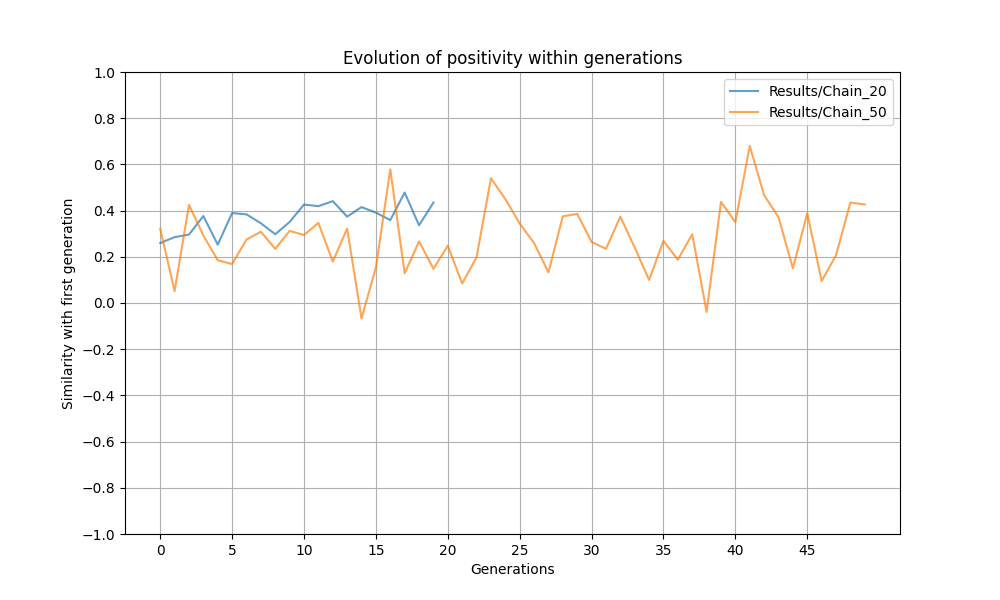 Evolution of positivity within generations
Results/Chain_20
Results/Chain_50
Similarity with first generation
1.0
0.8
0.6
0.4
0.2
0.0
−0.2
−0.4
−0.6
−0.8
−1.0
0 5 10 15 20 25 30 35 40 45
Generations